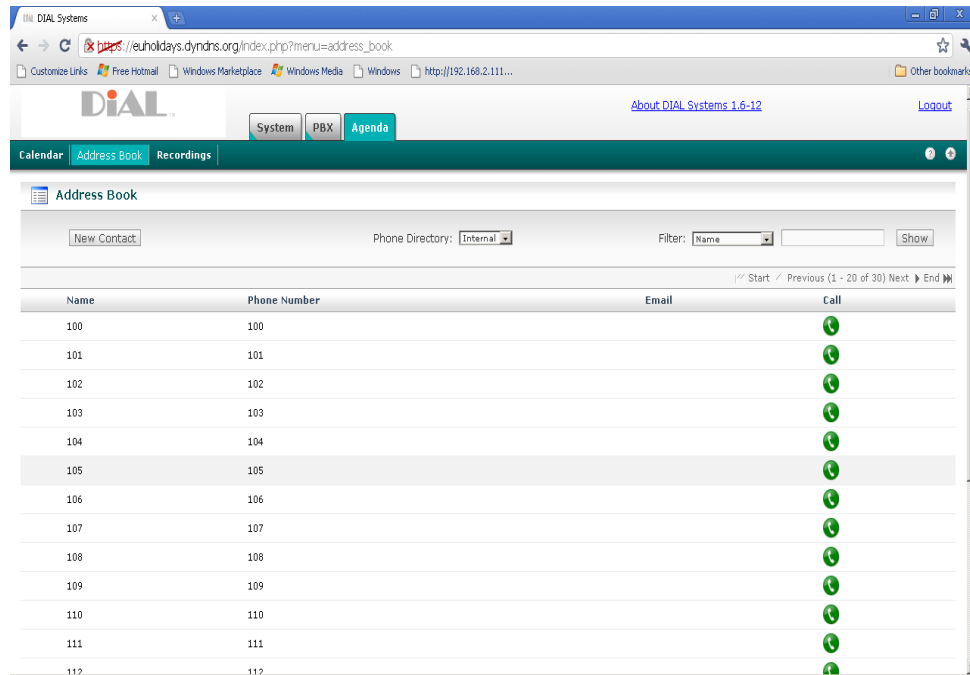 DIAL Systems
https://euholidays.dyndns.org/index.php?menu=address_book
Customize Links Free Hotmail Windows Marketplace Windows Media Windows http://192.168.2.111... Other bookmarks
DiAL
About DIAL Systems 1.6-12 Logout
System PBX Agenda
Calendar Address Book Recordings
Address Book
New Contact Phone Directory: Internal Filter: Name Show
Start Previous (1 - 20 of 30) Next End
Name Phone Number Email Call
100 100
101 101
102 102
103 103
104 104
105 105
106 106
107 107
108 108
109 109
110 110
111 111
112 112